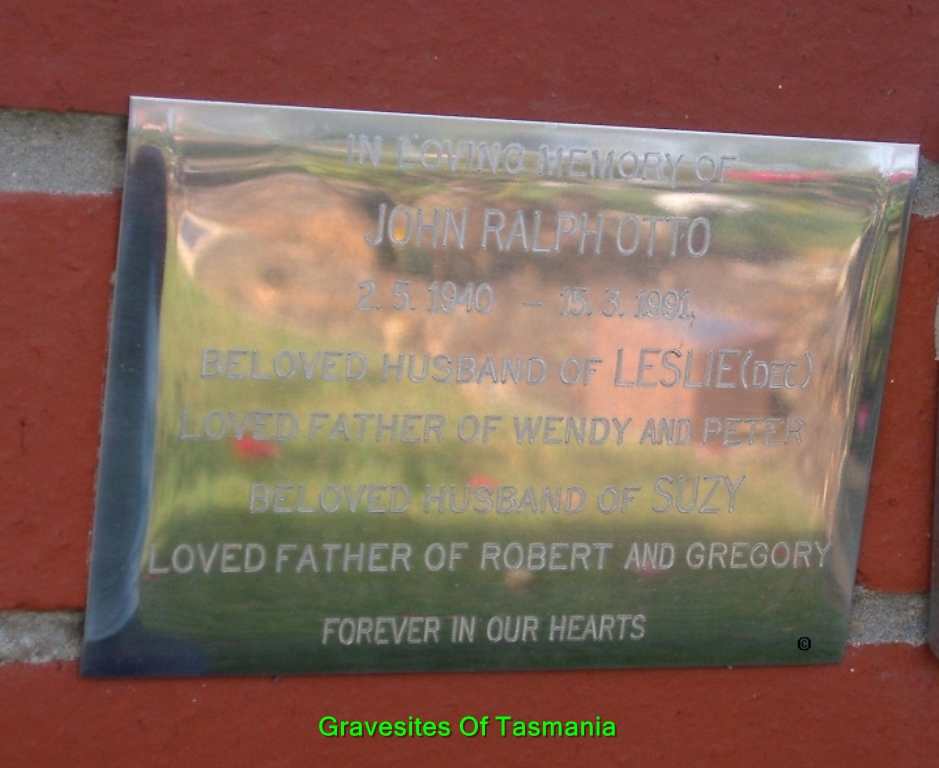 IN LOVING MEMORY OF
JOHN RALPH OTTO
2. 5. 1940 – 15. 3. 1991,
BELOVED HUSBAND OF LESLIE (DEC)
LOVED FATHER OF WENDY AND PETER
BELOVED HUSBAND OF SUZY
LOVED FATHER OF ROBERT AND GREGORY
FOREVER IN OUR HEARTS
©
Gravesites Of Tasmania